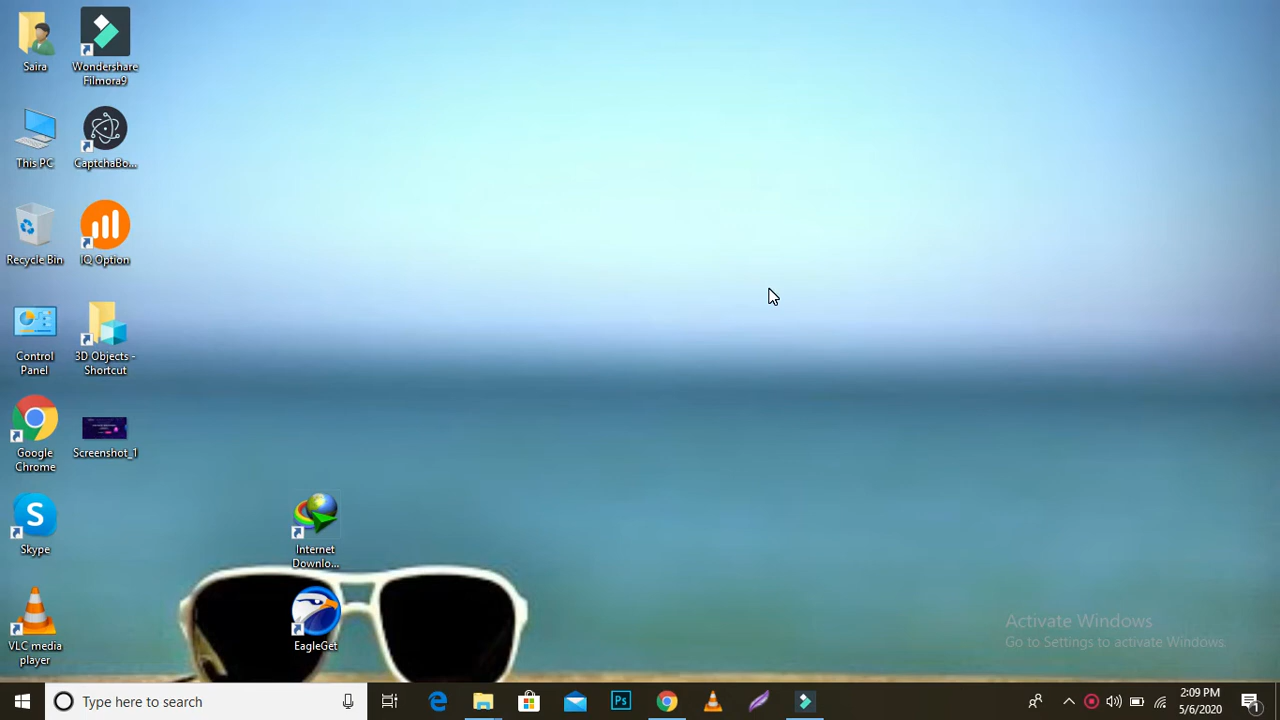 Saira
Wondershare
Filmora9
This PC
CaptchaBo...
Recycle Bin
IQ Option
Control
Panel
3D Objects -
Shortcut
Google
Chrome
Screenshot_1
Skype
Internet
Downlo...
VLC media
player
EagleGet
Activate Windows
Go to Settings to activate Windows.
Type here to search
Ps
2:09 PM
5/6/2020
1